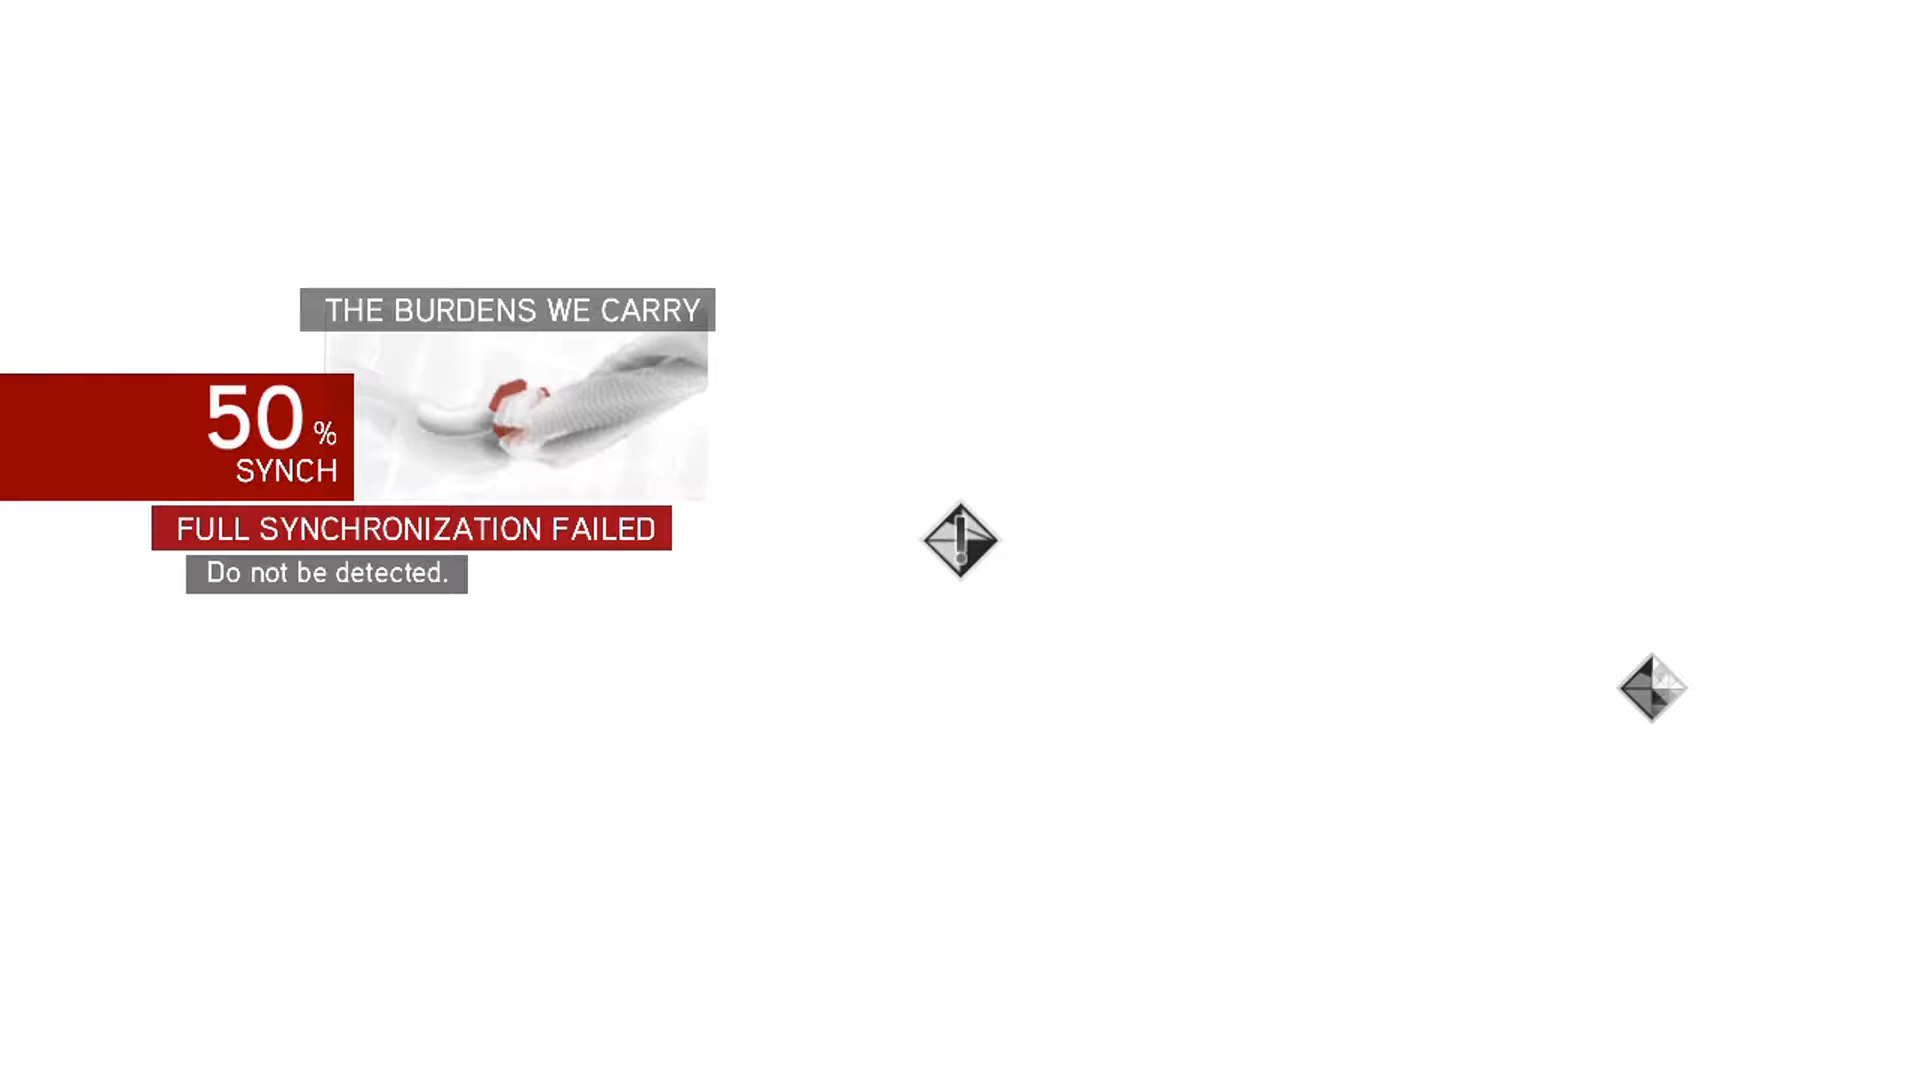 THE BURDENS WE CARRY
50 %
SYNCH
FULL SYNCHRONIZATION FAILED
Do not be detected.